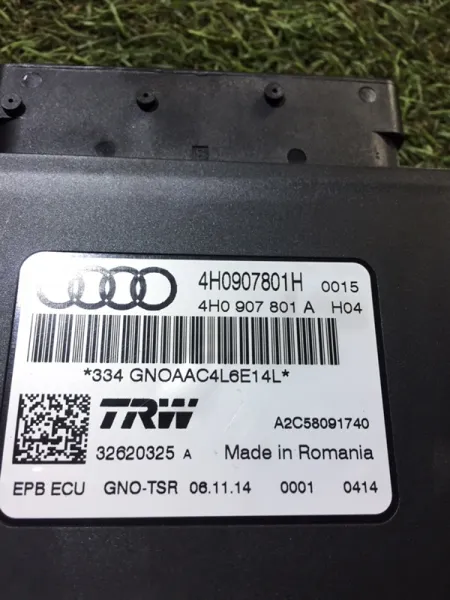 4H0907801H 0015
4H0 907 801 A H04
*334 GNOAAC4L6E14L*
TRW A2C58091740
32620325 A Made in Romania
EPB ECU GNO-TSR 06.11.14 0001 0414